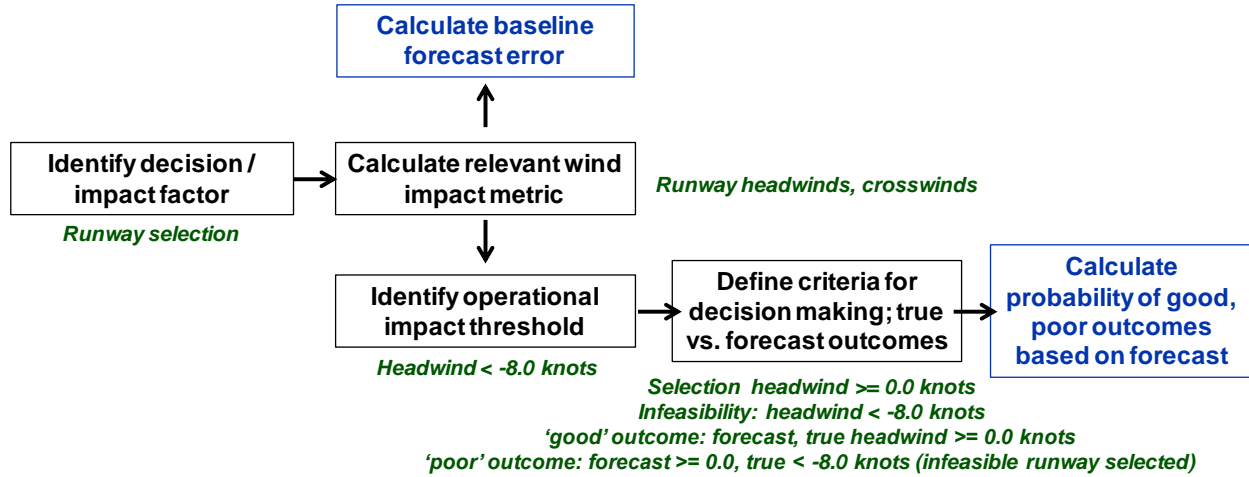 Calculate baseline
forecast error
Identify decision /
impact factor
Runway selection
Calculate relevant wind
impact metric
Runway headwinds, crosswinds
Identify operational
impact threshold
Headwind < -8.0 knots
Define criteria for
decision making; true
vs. forecast outcomes
Selection headwind >= 0.0 knots
Infeasibility: headwind < -8.0 knots
‘good’ outcome: forecast, true headwind >= 0.0 knots
‘poor’ outcome: forecast >= 0.0, true < -8.0 knots (infeasible runway selected)
Calculate
probability of good,
poor outcomes
based on forecast